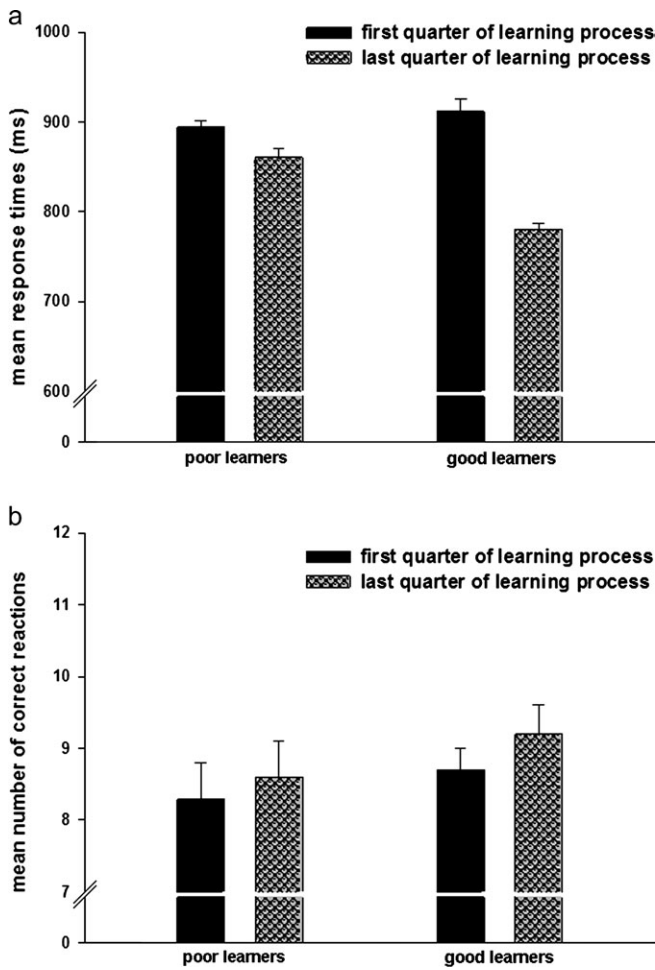 a
mean response times (ms)
1000
900
800
700
600
0
first quarter of learning process
last quarter of learning process
poor learners
good learners
b
mean number of correct reactions
12
11
10
9
8
7
0
first quarter of learning process
last quarter of learning process
poor learners
good learners